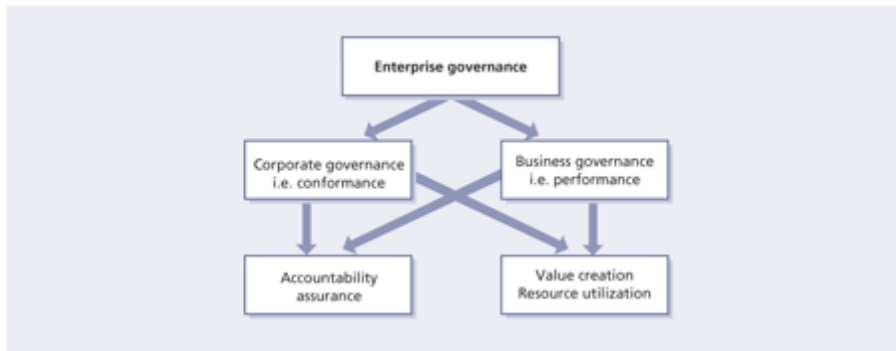 Enterprise governance
Corporate governance
i.e. conformance
Business governance
i.e. performance
Accountability
assurance
Value creation
Resource utilization